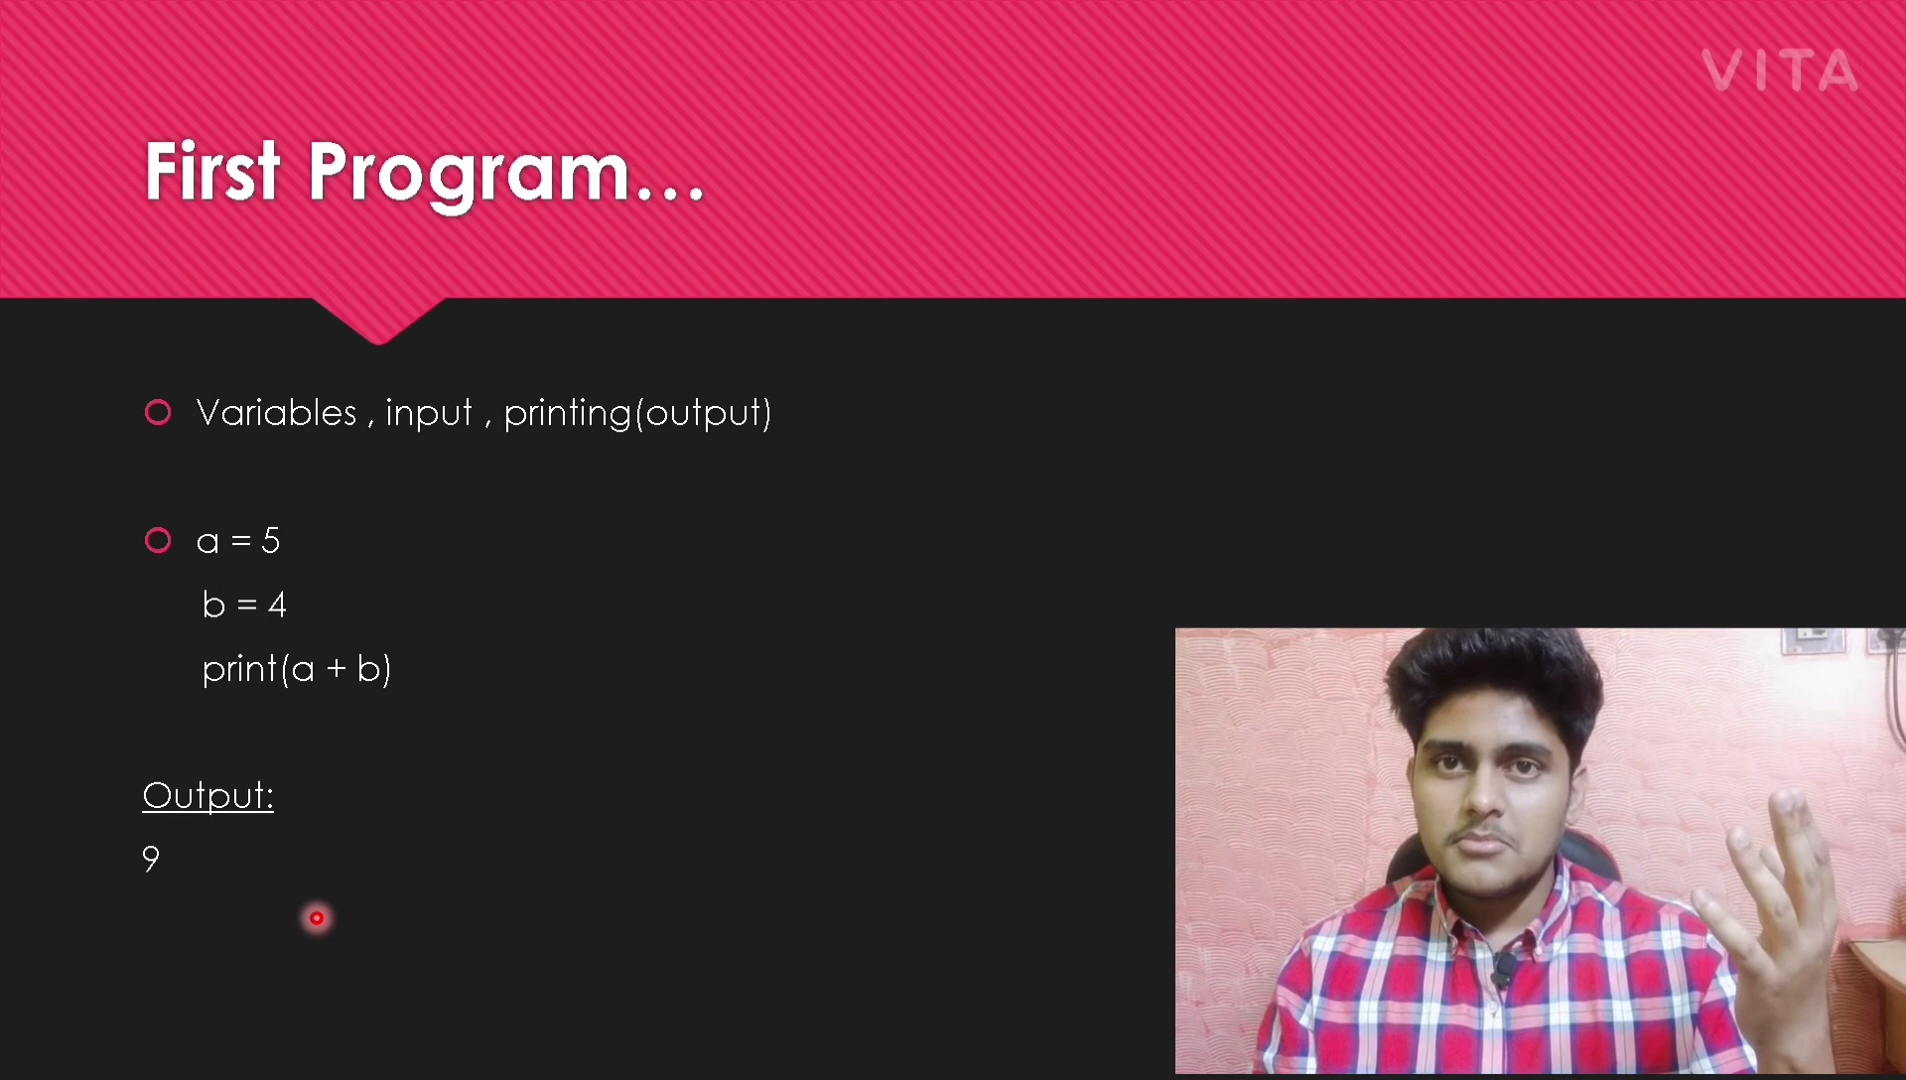 VITA
First Program...
Variables , input , printing(output)
a = 5
b = 4
print(a + b)
Output:
9